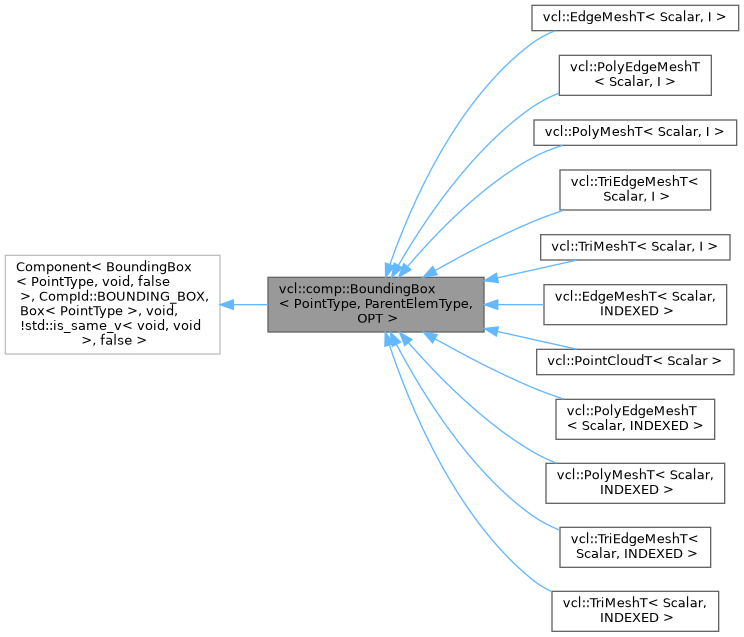 Component< BoundingBox
< PointType, void, false
>, CompId::BOUNDING_BOX,
Box< PointType >, void,
!std::is_same_v< void, void
>, false >
vcl::comp::BoundingBox
< PointType, ParentElemType,
OPT >
vcl::EdgeMeshT< Scalar, I >
vcl::PolyEdgeMeshT
< Scalar, I >
vcl::PolyMeshT< Scalar, I >
vcl::TriEdgeMeshT<
Scalar, I >
vcl::TriMeshT< Scalar, I >
vcl::EdgeMeshT< Scalar,
INDEXED >
vcl::PointCloudT< Scalar >
vcl::PolyEdgeMeshT
< Scalar, INDEXED >
vcl::PolyMeshT< Scalar,
INDEXED >
vcl::TriEdgeMeshT<
Scalar, INDEXED >
vcl::TriMeshT< Scalar,
INDEXED >